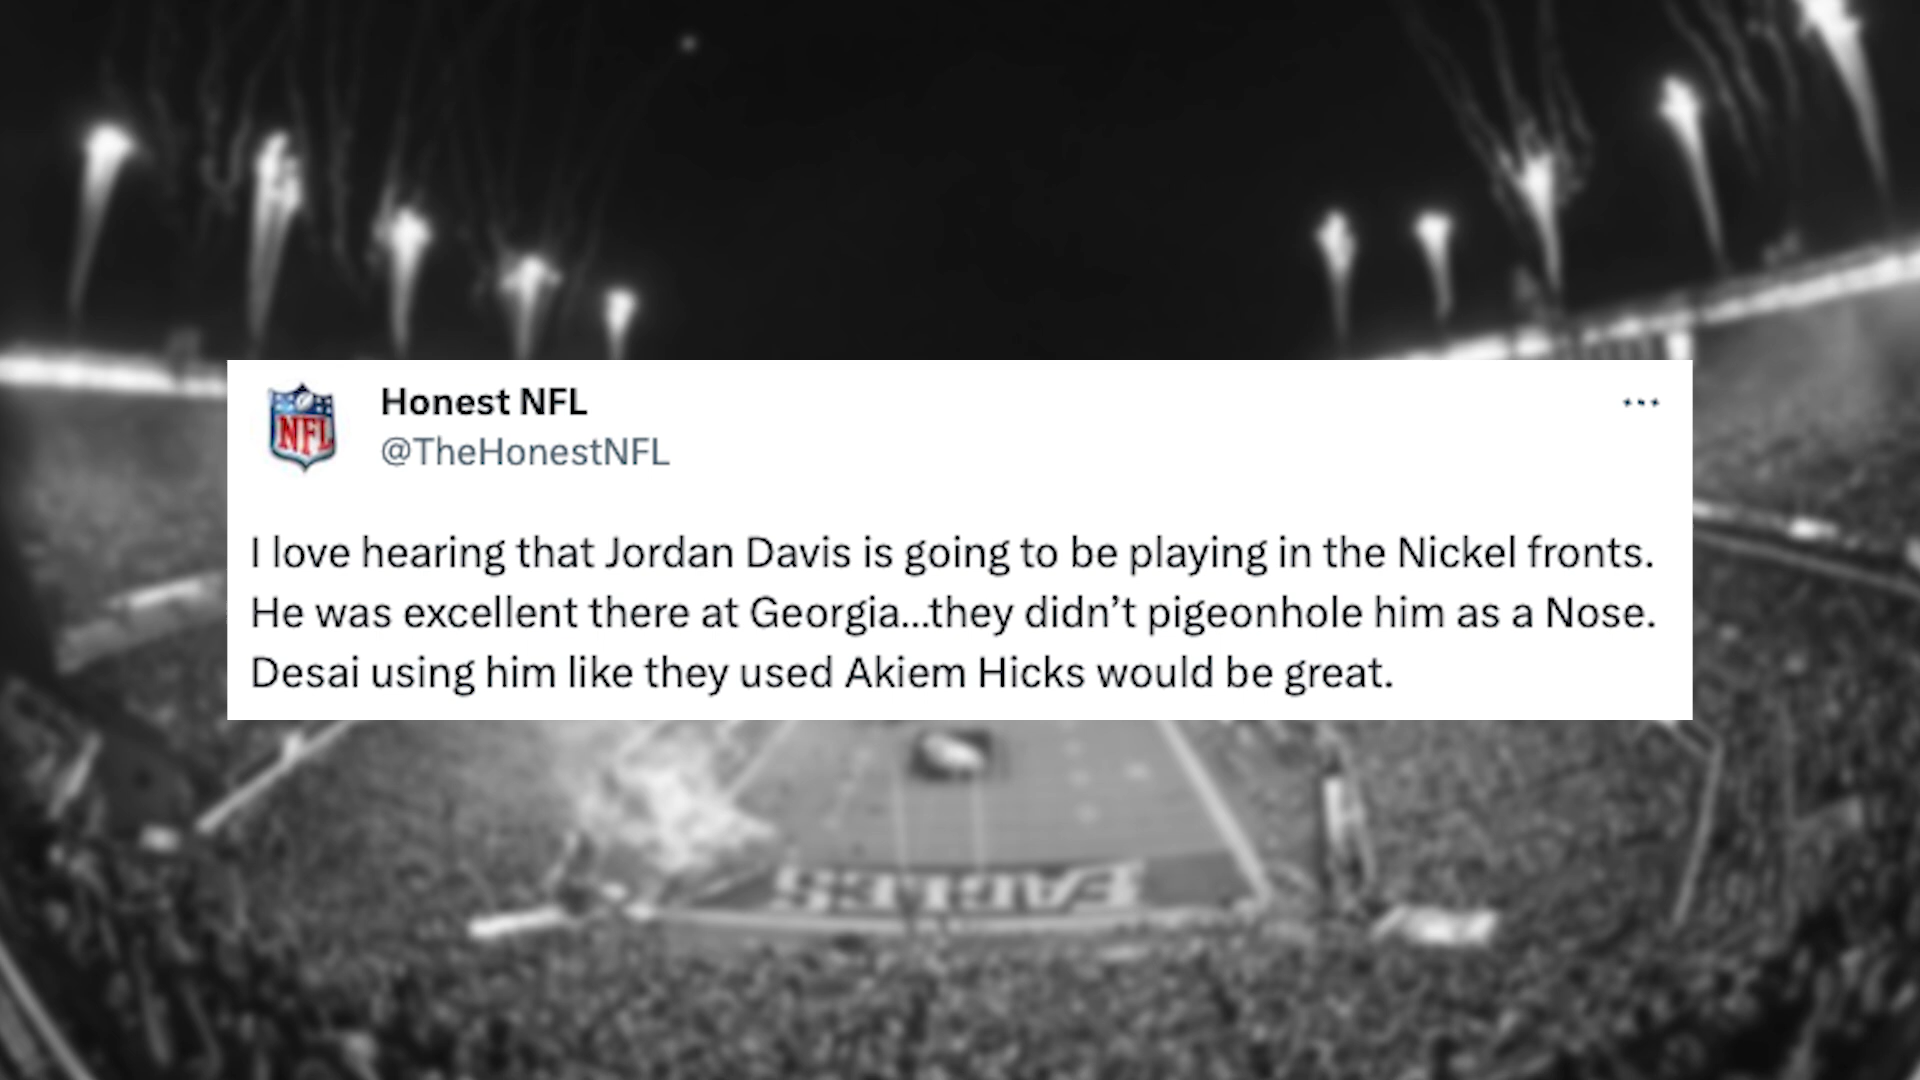 NFL
Honest NFL
@TheHonestNFL
I love hearing that Jordan Davis is going to be playing in the Nickel fronts.
He was excellent there at Georgia...they didn’t pigeonhole him as a Nose.
Desai using him like they used Akiem Hicks would be great.
EAGLES